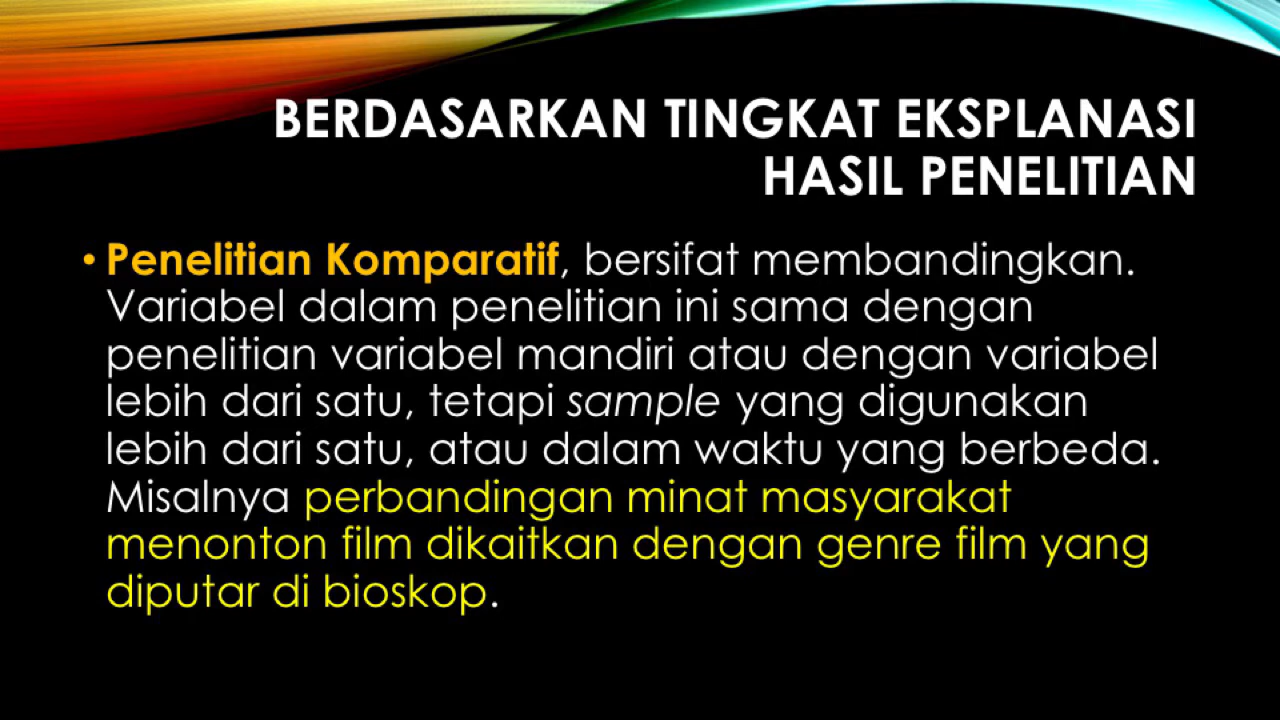 BERDASARKAN TINGKAT EKSPLANASI
HASIL PENELITIAN
• Penelitian Komparatif, bersifat membandingkan.
Variabel dalam penelitian ini sama dengan
penelitian variabel mandiri atau dengan variabel
lebih dari satu, tetapi sample yang digunakan
lebih dari satu, atau dalam waktu yang berbeda.
Misalnya perbandingan minat masyarakat
menonton film dikaitkan dengan genre film yang
diputar di bioskop.